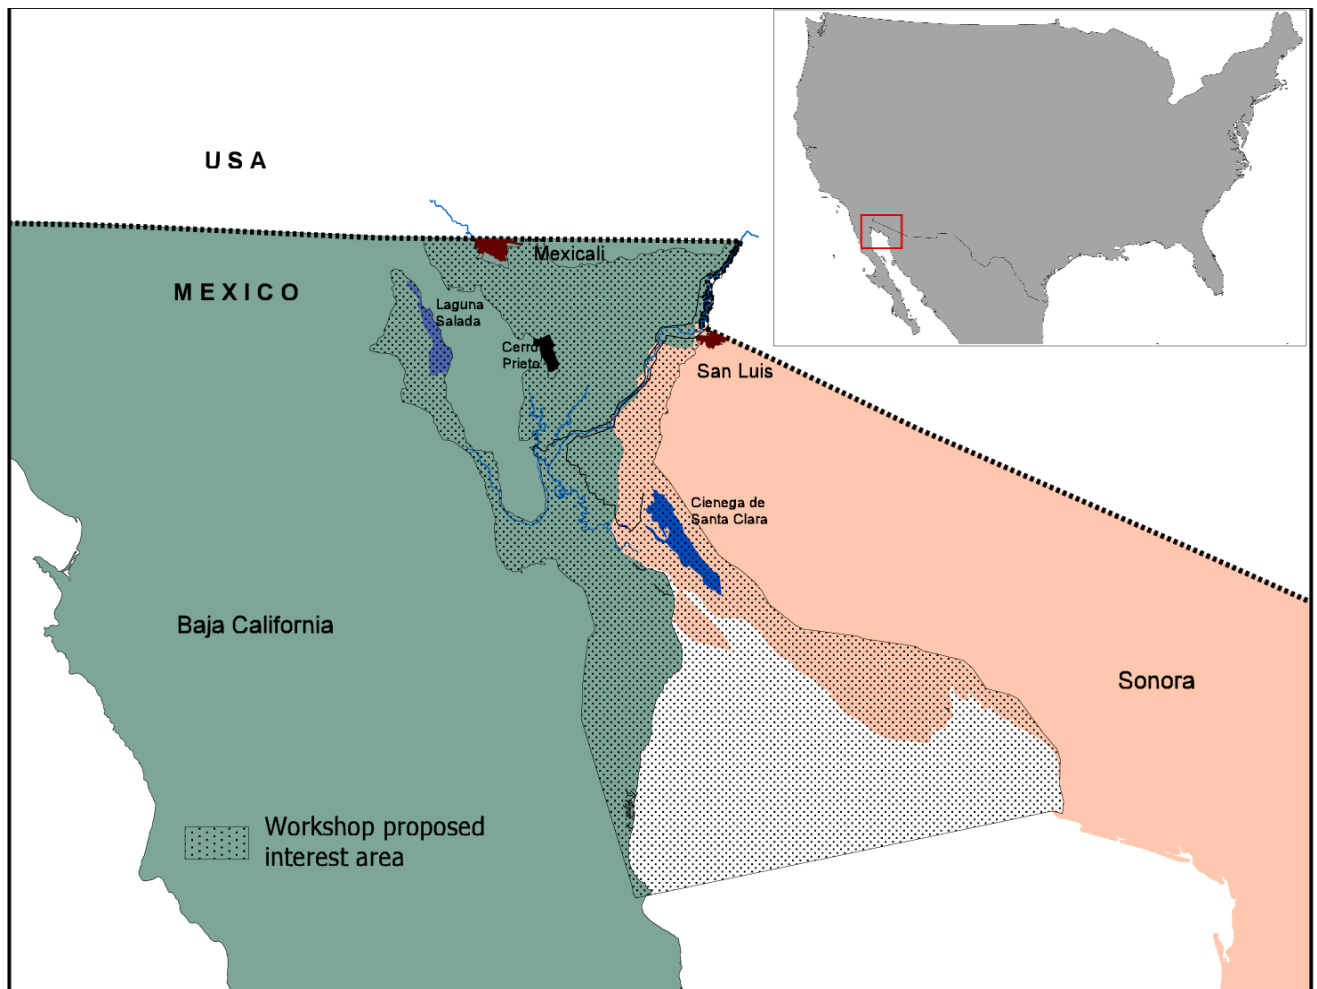 USA
MEXICO
Mexicali
Laguna
Salada
Cerro
Prieto
San Luis
Cienega de
Santa Clara
Baja California
Sonora
Workshop proposed
interest area